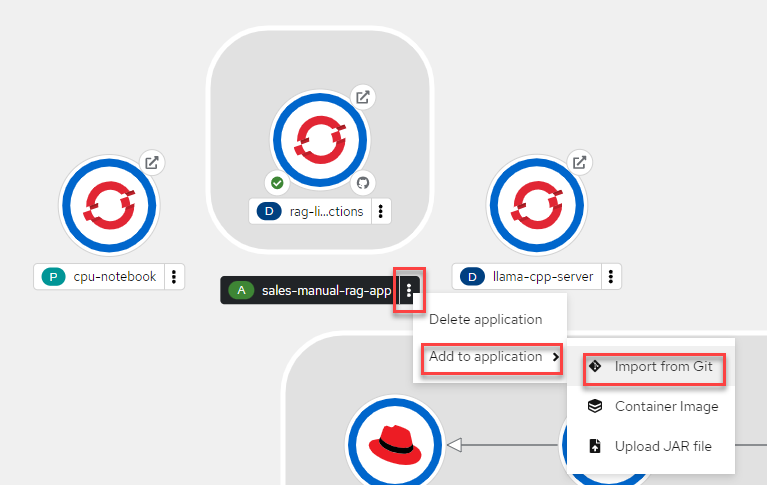 D rag-li...ctions
P cpu-notebook
A sales-manual-rag-app
D llama-cpp-server
Delete application
Add to application
Import from Git
Container Image
Upload JAR file